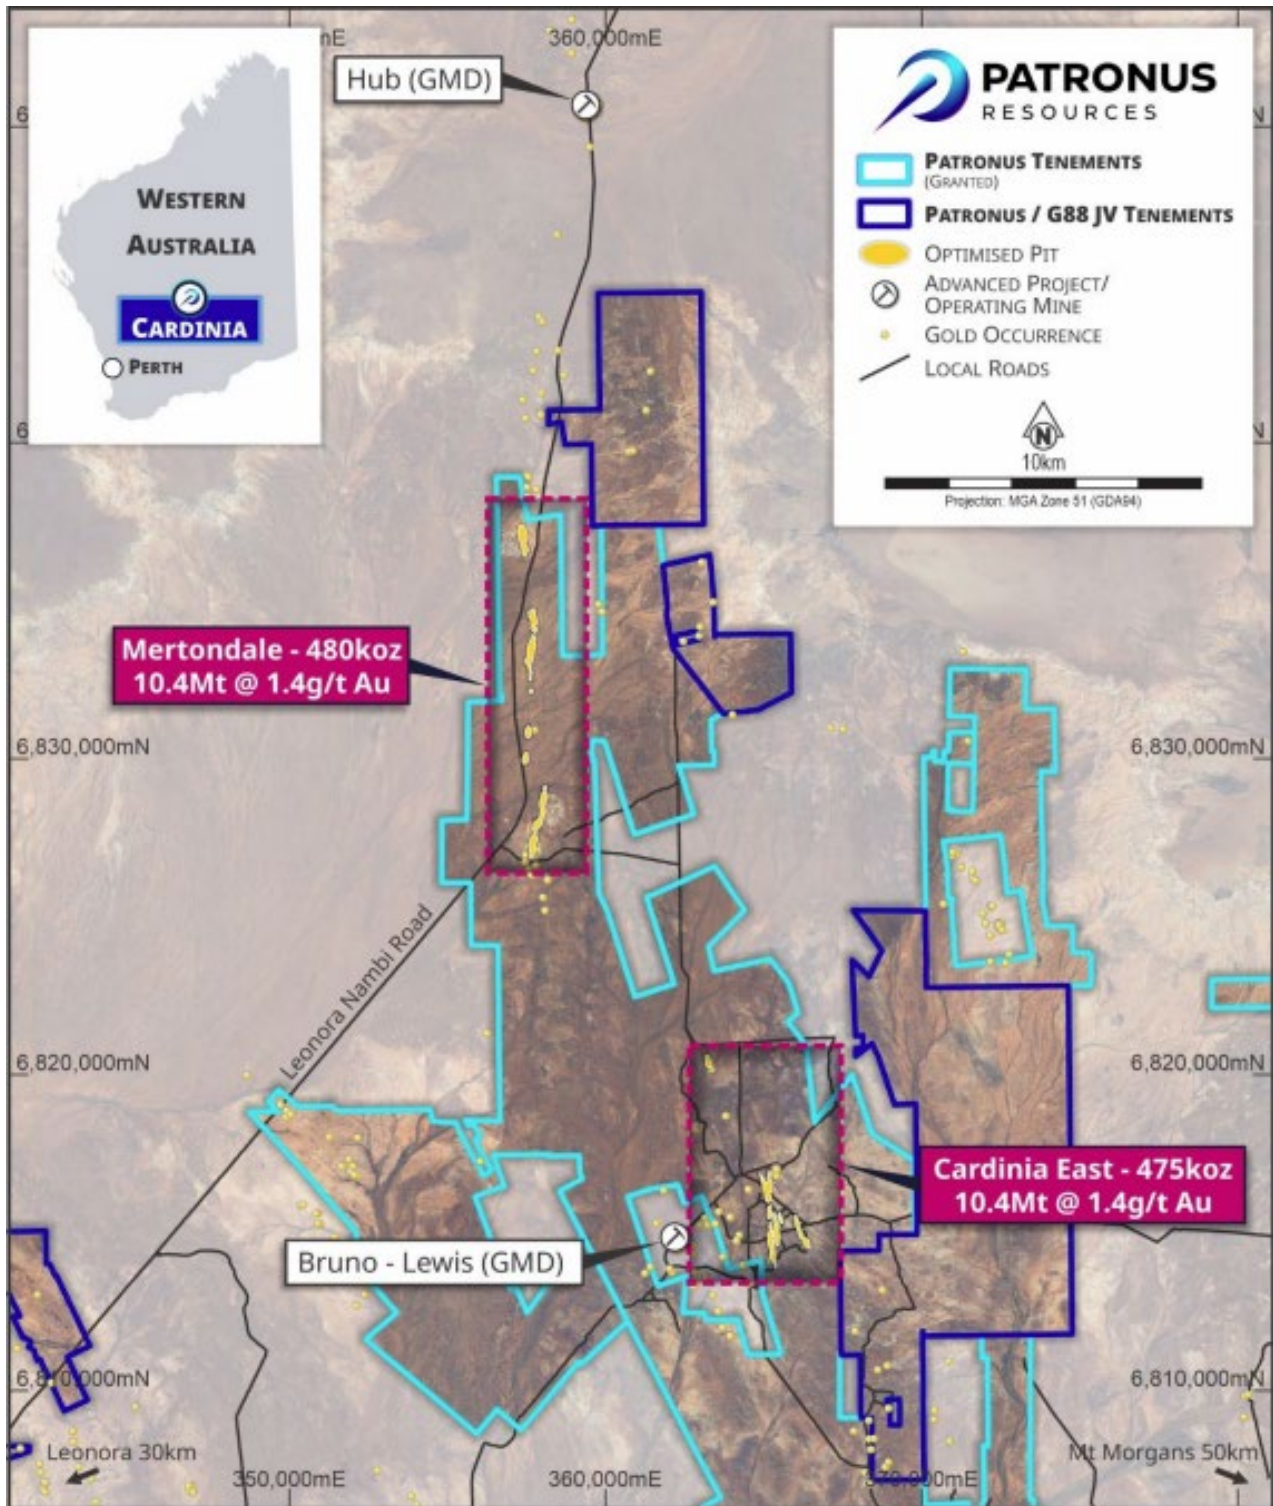 mE
360,000mE
Hub (GMD)
WESTERN
AUSTRALIA
CARDINIA
PERTH
PATRONUS
RESOURCES
PATRONUS TENEMENTS
(GRANTED)
PATRONUS / G88 JV TENEMENTS
OPTIMISED PIT
ADVANCED PROJECT/
OPERATING MINE
GOLD OCCURRENCE
LOCAL ROADS
N
10km
Projection: MGA Zone 51 (GDA94)
Mertondale - 480koz
10.4Mt @ 1.4g/t Au
6,830,000mN
6,830,000mN
Leonora Nambi Road
6,820,000mN
6,820,000mN
Cardinia East - 475koz
10.4Mt @ 1.4g/t Au
Bruno - Lewis (GMD)
6,810,000mN
6,810,000mN
Leonora 30km
Mt Morgans 50km
350,000mE
360,000mE
370,000mE